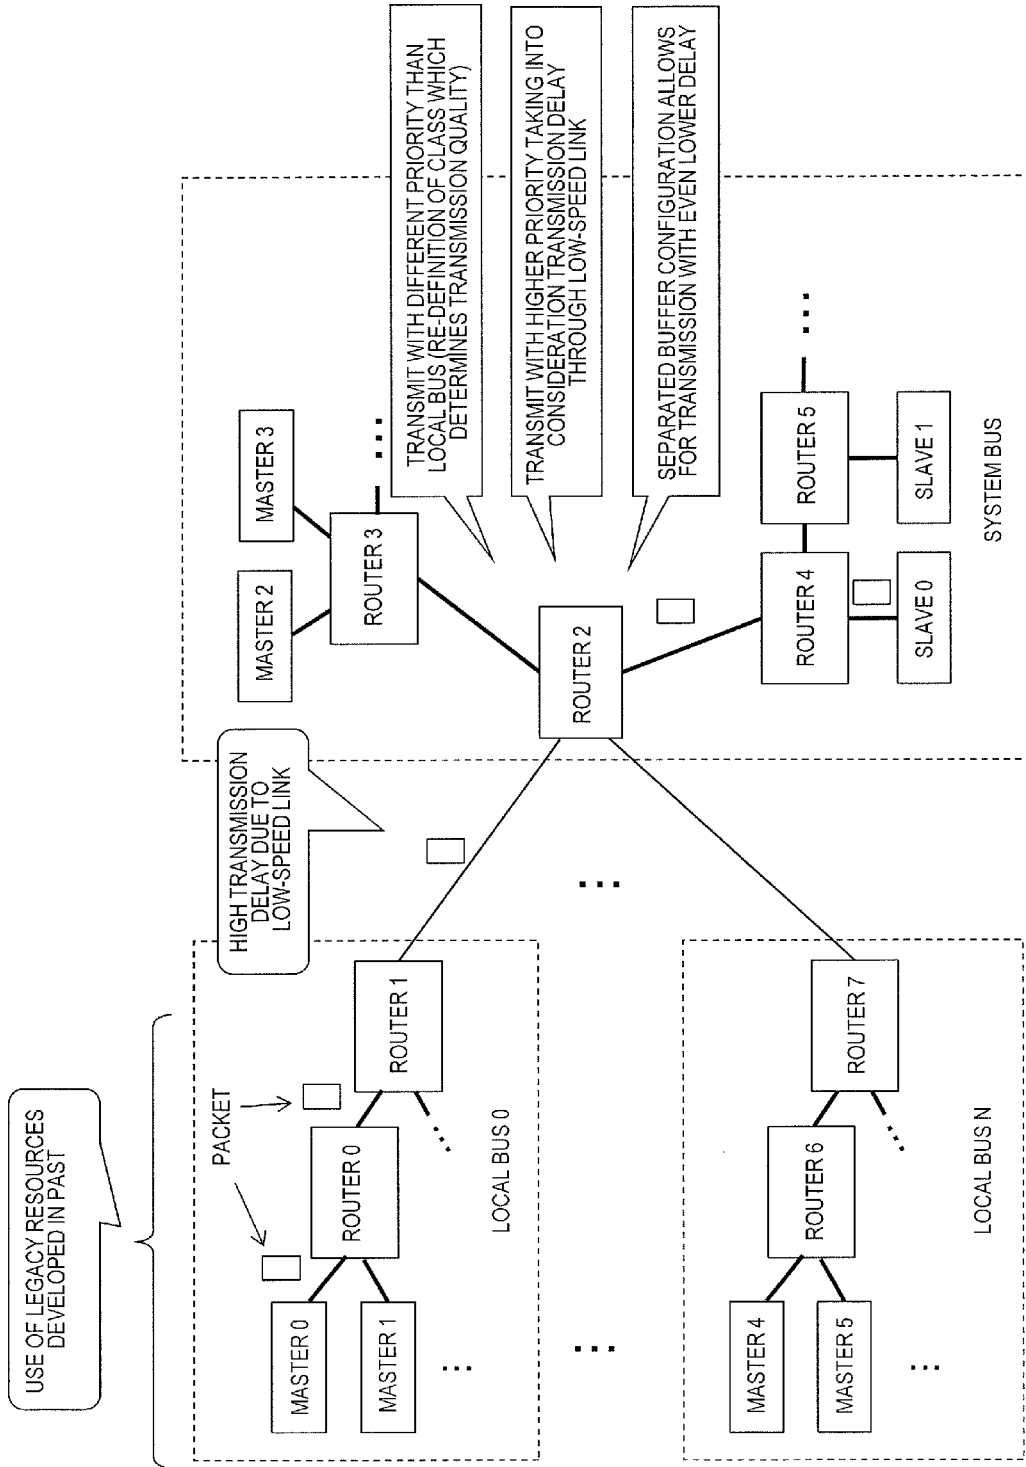 USE OF LEGACY RESOURCES
DEVELOPED IN PAST
PACKET
MASTER 0
MASTER 1
ROUTER 0
ROUTER 1
LOCAL BUS 0
MASTER 4
MASTER 5
ROUTER 6
ROUTER 7
LOCAL BUS N
HIGH TRANSMISSION
DELAY DUE TO
LOW-SPEED LINK
MASTER 2
MASTER 3
ROUTER 3
ROUTER 2
ROUTER 4
ROUTER 5
SLAVE 0
SLAVE 1
SYSTEM BUS
TRANSMIT WITH DIFFERENT PRIORITY THAN
LOCAL BUS (RE-DEFINITION OF CLASS WHICH
DETERMINES TRANSMISSION QUALITY)
TRANSMIT WITH HIGHER PRIORITY TAKING INTO
CONSIDERATION TRANSMISSION DELAY
THROUGH LOW-SPEED LINK
SEPARATED BUFFER CONFIGURATION ALLOWS
FOR TRANSMISSION WITH EVEN LOWER DELAY